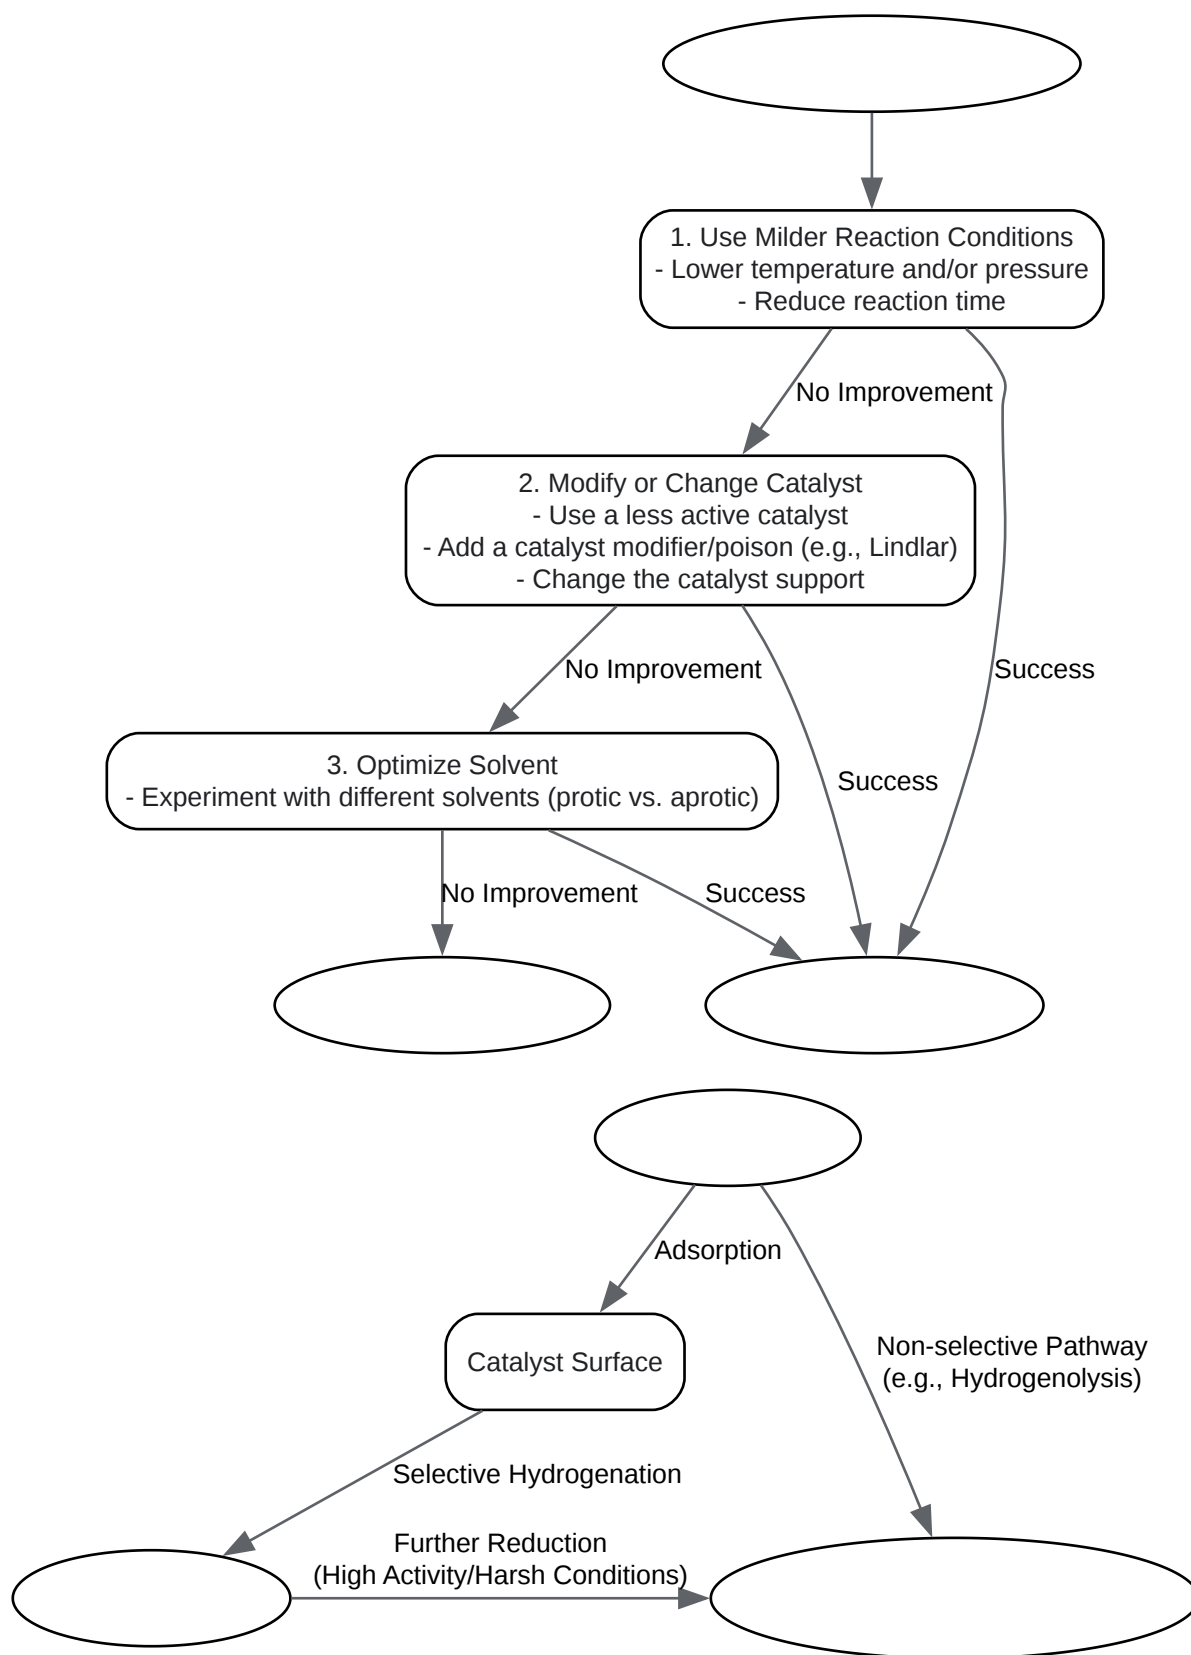 1. Use Milder Reaction Conditions
- Lower temperature and/or pressure
- Reduce reaction time
No Improvement
2. Modify or Change Catalyst
- Use a less active catalyst
- Add a catalyst modifier/poison (e.g., Lindlar)
- Change the catalyst support
No Improvement
Success
3. Optimize Solvent
- Experiment with different solvents (protic vs. aprotic)
Success
No Improvement
Success
Adsorption
Non-selective Pathway
(e.g., Hydrogenolysis)
Catalyst Surface
Selective Hydrogenation
Further Reduction
(High Activity/Harsh Conditions)